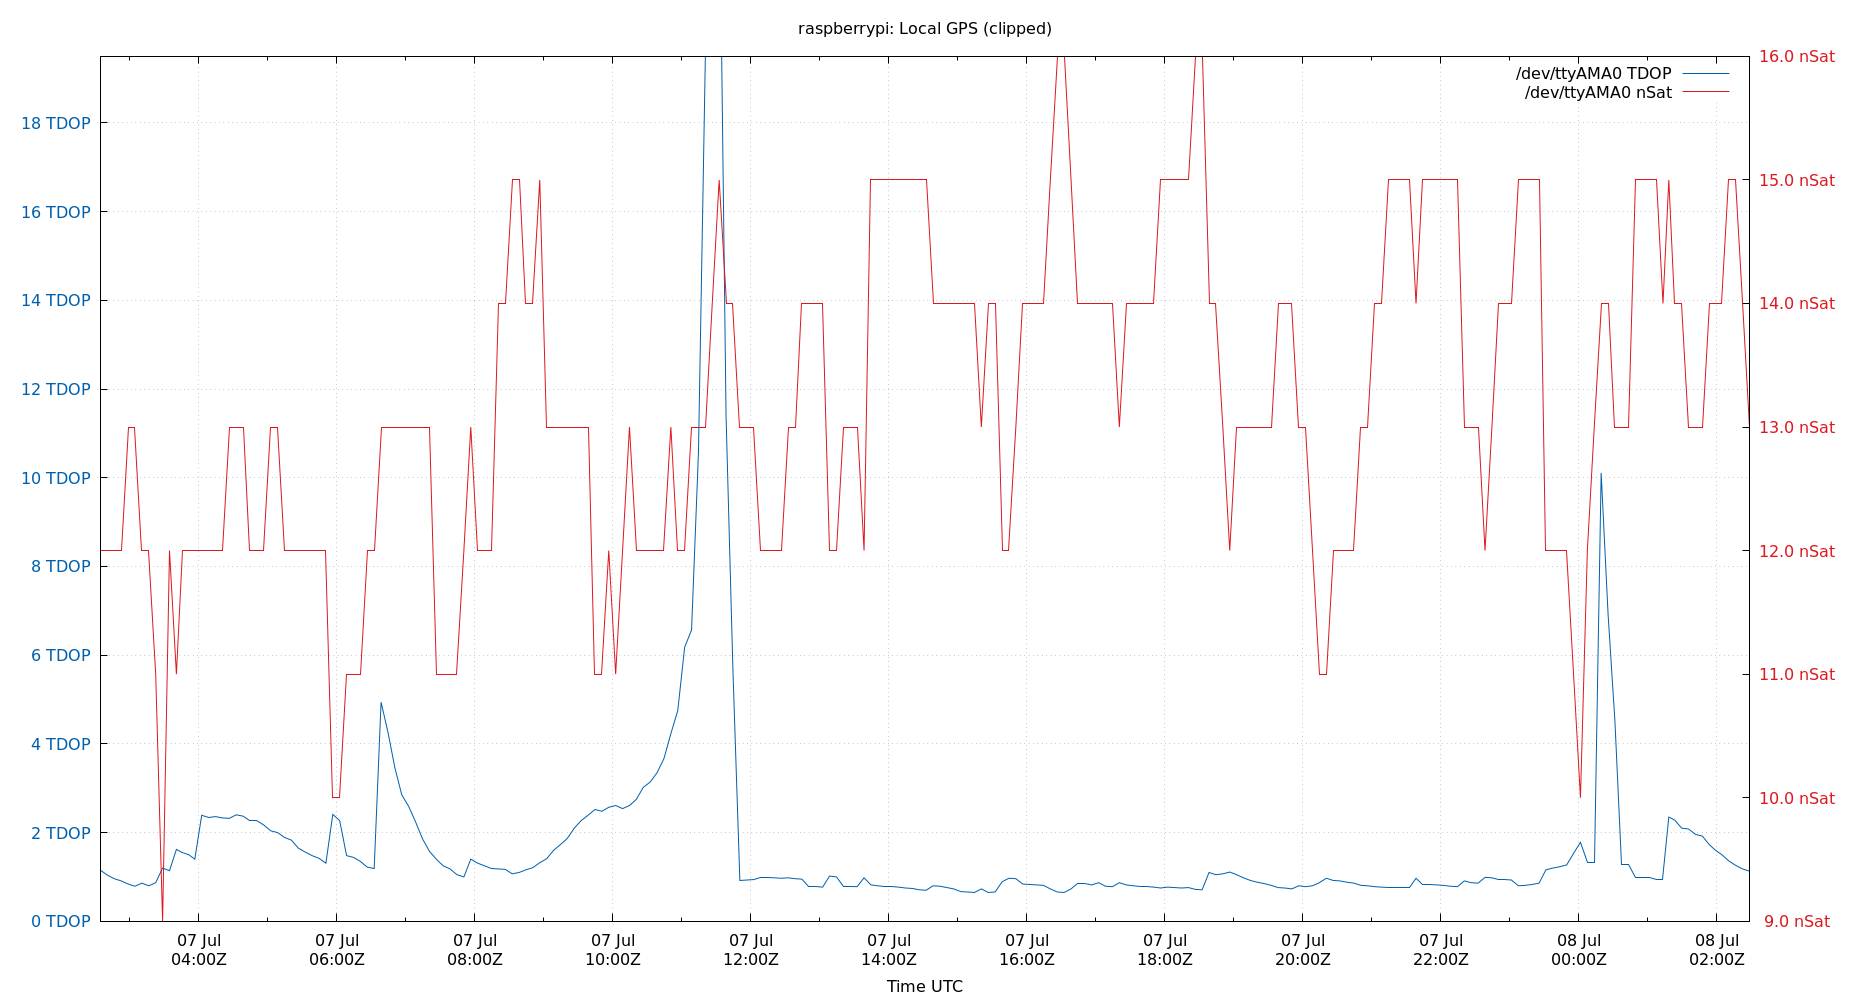 raspberrypi: Local GPS (clipped)
/dev/ttyAMA0 TDOP
/dev/ttyAMA0 nSat
18 TDOP
16 TDOP
14 TDOP
12 TDOP
10 TDOP
8 TDOP
6 TDOP
4 TDOP
2 TDOP
0 TDOP
16.0 nSat
15.0 nSat
14.0 nSat
13.0 nSat
12.0 nSat
11.0 nSat
10.0 nSat
9.0 nSat
07 Jul
04:00Z
07 Jul
06:00Z
07 Jul
08:00Z
07 Jul
10:00Z
07 Jul
12:00Z
07 Jul
14:00Z
07 Jul
16:00Z
07 Jul
18:00Z
07 Jul
20:00Z
07 Jul
22:00Z
08 Jul
00:00Z
08 Jul
02:00Z
Time UTC